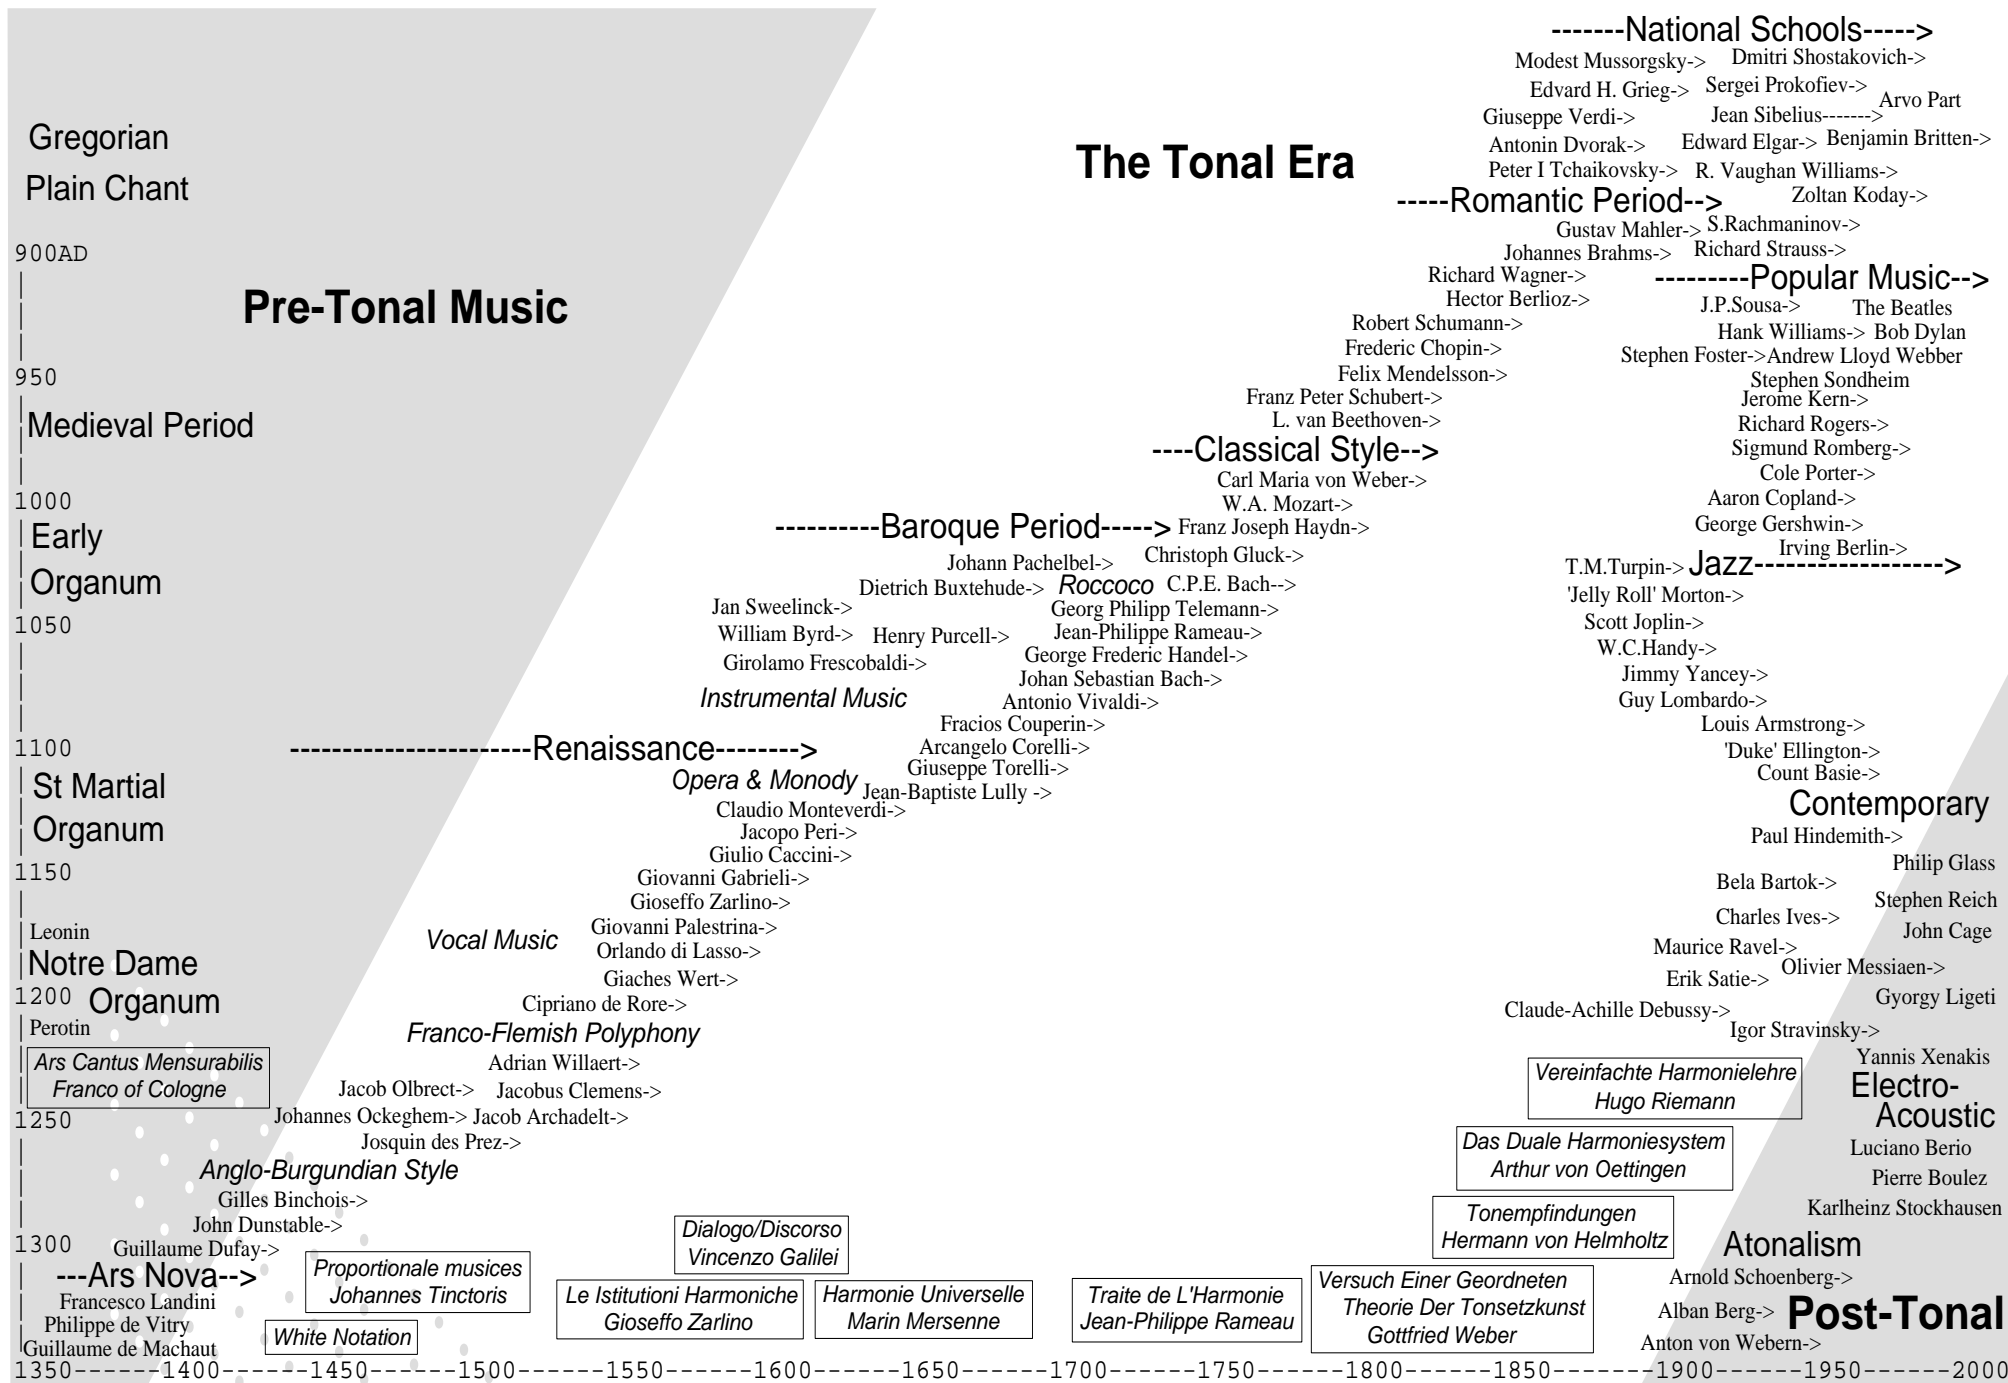 -------National Schools----->
Modest Mussorgsky-> Dmitri Shostakovich->
Edvard H. Grieg-> Sergei Prokofiev-> Arvo Part
Giuseppe Verdi-> Jean Sibelius------->
Antonin Dvorak-> Edward Elgar-> Benjamin Britten->
Peter I Tchaikovsky-> R. Vaughan Williams->
Zoltan Koday->
-----Romantic Period-->
Gustav Mahler-> S.Rachmaninov->
Johannes Brahms-> Richard Strauss->
Richard Wagner->
Hector Berlioz->
Robert Schumann->
Frederic Chopin->
Felix Mendelsson->
Franz Peter Schubert->
L. van Beethoven->
The Tonal Era
Gregorian
Plain Chant
900AD
Pre-Tonal Music
950
Medieval Period
1000
Early
Organum
1050
1100
St Martial
Organum
1150
Leonin
Notre Dame
1200 Organum
Perotin
Ars Cantus Mensurabilis
Franco of Cologne
1250
1300
---Ars Nova-->
Francesco Landini
Philippe de Vitry
Guillaume de Machaut
---------Popular Music-->
J.P.Sousa-> The Beatles
Hank Williams-> Bob Dylan
Stephen Foster->Andrew Lloyd Webber
Stephen Sondheim
Jerome Kern->
Richard Rogers->
Sigmund Romberg->
Cole Porter->
Aaron Copland->
George Gershwin->
Irving Berlin->
T.M.Turpin-> Jazz------------------>
'Jelly Roll' Morton->
Scott Joplin->
W.C.Handy->
Jimmy Yancey->
Guy Lombardo->
Louis Armstrong->
'Duke' Ellington->
Count Basie->
----Classical Style-->
Carl Maria von Weber->
W.A. Mozart->
Franz Joseph Haydn->
Christoph Gluck->
Roccoco C.P.E. Bach-->
----------Baroque Period----->
Johann Pachelbel->
Dietrich Buxtehude->
Georg Philipp Telemann->
Jan Sweelinck->
William Byrd-> Henry Purcell-> Jean-Philippe Rameau->
Girolamo Frescobaldi-> George Frederic Handel->
Johan Sebastian Bach->
Instrumental Music Antonio Vivaldi->
Fracios Couperin->
Arcangelo Corelli->
Giuseppe Torelli->
Jean-Baptiste Lully ->
----------------------Renaissance-------->
Opera & Monody
Claudio Monteverdi->
Jacopo Peri->
Giulio Caccini->
Giovanni Gabrieli->
Gioseffo Zarlino->
Vocal Music Giovanni Palestrina->
Orlando di Lasso->
Giaches Wert->
Cipriano de Rore->
Franco-Flemish Polyphony
Adrian Willaert->
Jacob Olbrect-> Jacobus Clemens->
Johannes Ockeghem-> Jacob Archadelt->
Josquin des Prez->
Anglo-Burgundian Style
Gilles Binchois->
John Dunstable->
Guillaume Dufay->
Contemporary
Paul Hindemith->
Philip Glass
Bela Bartok->
Stephen Reich
Charles Ives->
John Cage
Maurice Ravel->
Olivier Messiaen->
Erik Satie->
Gyorgy Ligeti
Claude-Achille Debussy->
Igor Stravinsky->
Yannis Xenakis
Electro-
Acoustic
Luciano Berio
Pierre Boulez
Karlheinz Stockhausen
Atonalism
Arnold Schoenberg->
Alban Berg-> Post-Tonal
Anton von Webern->
Proportionale musices
Johannes Tinctoris
White Notation
Dialogo/Discorso
Vincenzo Galilei
Le Istitutioni Harmoniche
Gioseffo Zarlino
Harmonie Universelle
Marin Mersenne
Traite de L'Harmonie
Jean-Philippe Rameau
Versuch Einer Geordneten
Theorie Der Tonsetzkunst
Gottfried Weber
Tonempfindungen
Hermann von Helmholtz
Das Duale Harmoniesystem
Arthur von Oettingen
Vereinfachte Harmonielehre
Hugo Riemann
1350------1400------1450------1500------1550------1600------1650------1700------1750------1800------1850------1900------1950------2000